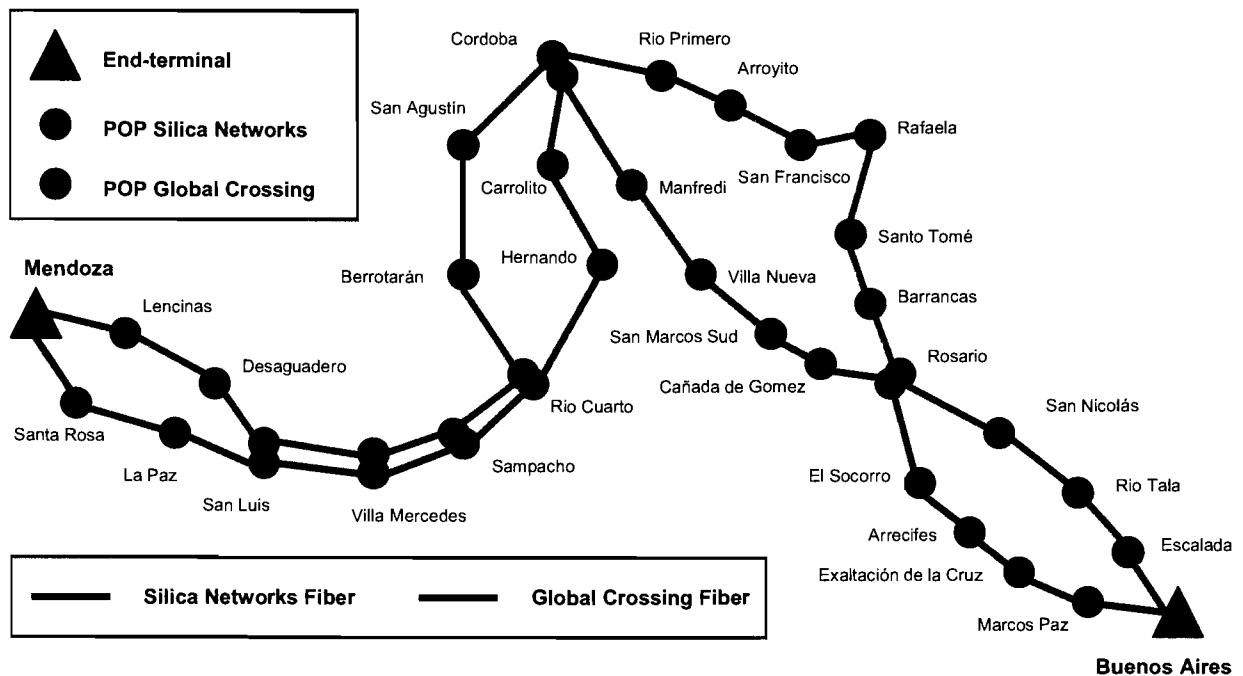 End-terminal
POP Silica Networks
POP Global Crossing
Cordoba
Rio Primero
Arroyito
San Agustín
Rafaela
Carrolito
Manfredi
San Francisco
Santo Tomé
Hernando
Berrotarán
Villa Nueva
Barrancas
Mendoza
Lencinas
San Marcos Sud
Rosario
Desaguadero
Cañada de Gomez
Rio Cuarto
San Nicolás
Santa Rosa
La Paz
Sampacho
El Socorro
Rio Tala
San Luis
Villa Mercedes
Arrecifes
Escalada
Exaltación de la Cruz
Marcos Paz
Buenos Aires
Silica Networks Fiber
Global Crossing Fiber